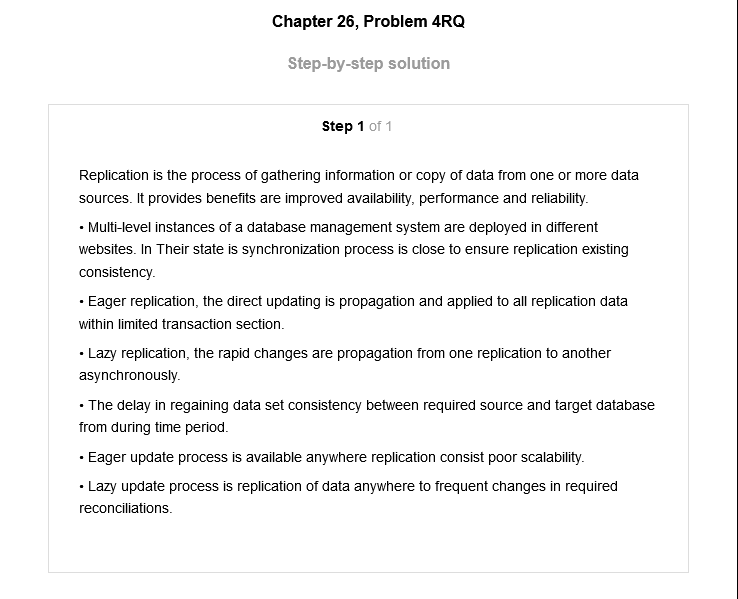 Chapter 26, Problem 4RQ
Step-by-step solution
Step 1 of 1
Replication is the process of gathering information or copy of data from one or more data
sources. It provides benefits are improved availability, performance and reliability.
• Multi-level instances of a database management system are deployed in different
websites. In Their state is synchronization process is close to ensure replication existing
consistency.
• Eager replication, the direct updating is propagation and applied to all replication data
within limited transaction section.
• Lazy replication, the rapid changes are propagation from one replication to another
asynchronously.
• The delay in regaining data set consistency between required source and target database
from during time period.
• Eager update process is available anywhere replication consist poor scalability.
• Lazy update process is replication of data anywhere to frequent changes in required
reconciliations.